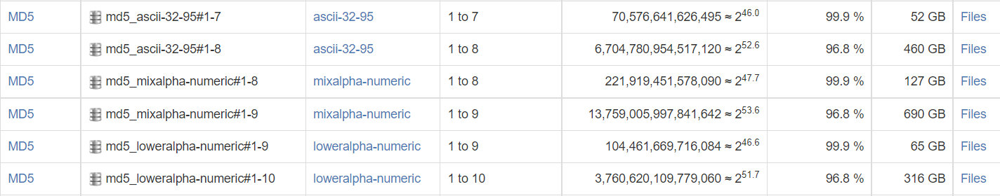 MD5 md5_ascii-32-95#1-7 ascii-32-95 1 to 7 70,576,641,626,495 ≈ 2^46.0 99.9 % 52 GB Files
MD5 md5_ascii-32-95#1-8 ascii-32-95 1 to 8 6,704,780,954,517,120 ≈ 2^52.6 96.8 % 460 GB Files
MD5 md5_mixalpha-numeric#1-8 mixalpha-numeric 1 to 8 221,919,451,578,090 ≈ 2^47.7 99.9 % 127 GB Files
MD5 md5_mixalpha-numeric#1-9 mixalpha-numeric 1 to 9 13,759,005,997,841,642 ≈ 2^53.6 96.8 % 690 GB Files
MD5 md5_loweralpha-numeric#1-9 loweralpha-numeric 1 to 9 104,461,669,716,084 ≈ 2^46.6 99.9 % 65 GB Files
MD5 md5_loweralpha-numeric#1-10 loweralpha-numeric 1 to 10 3,760,620,109,779,060 ≈ 2^51.7 96.8 % 316 GB Files